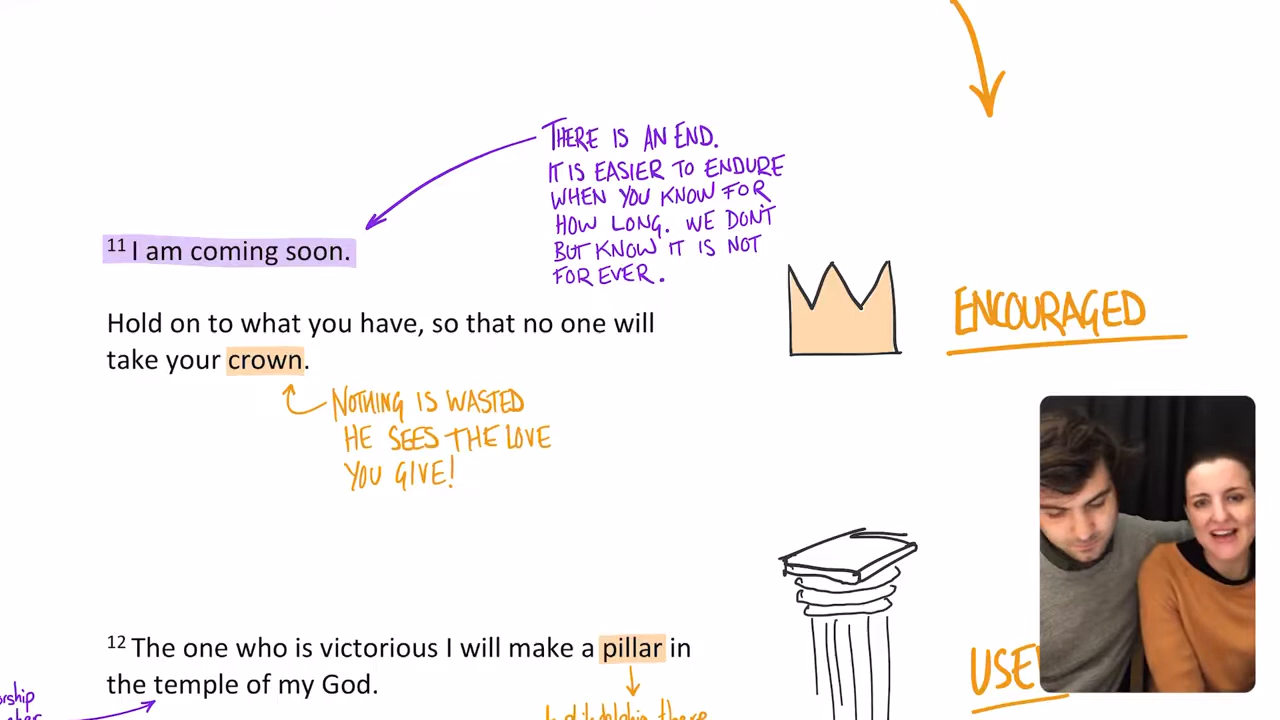 THERE IS AN END.
IT IS EASIER TO ENDURE
WHEN YOU KNOW FOR
HOW LONG. WE DON'T
BUT KNOW IT IS NOT
FOR EVER.
11 I am coming soon.
Hold on to what you have, so that no one will
take your crown.
ENCOURAGED
NOTHING IS WASTED
HE SEES THE LOVE
YOU GIVE!
12 The one who is victorious I will make a pillar in
the temple of my God.